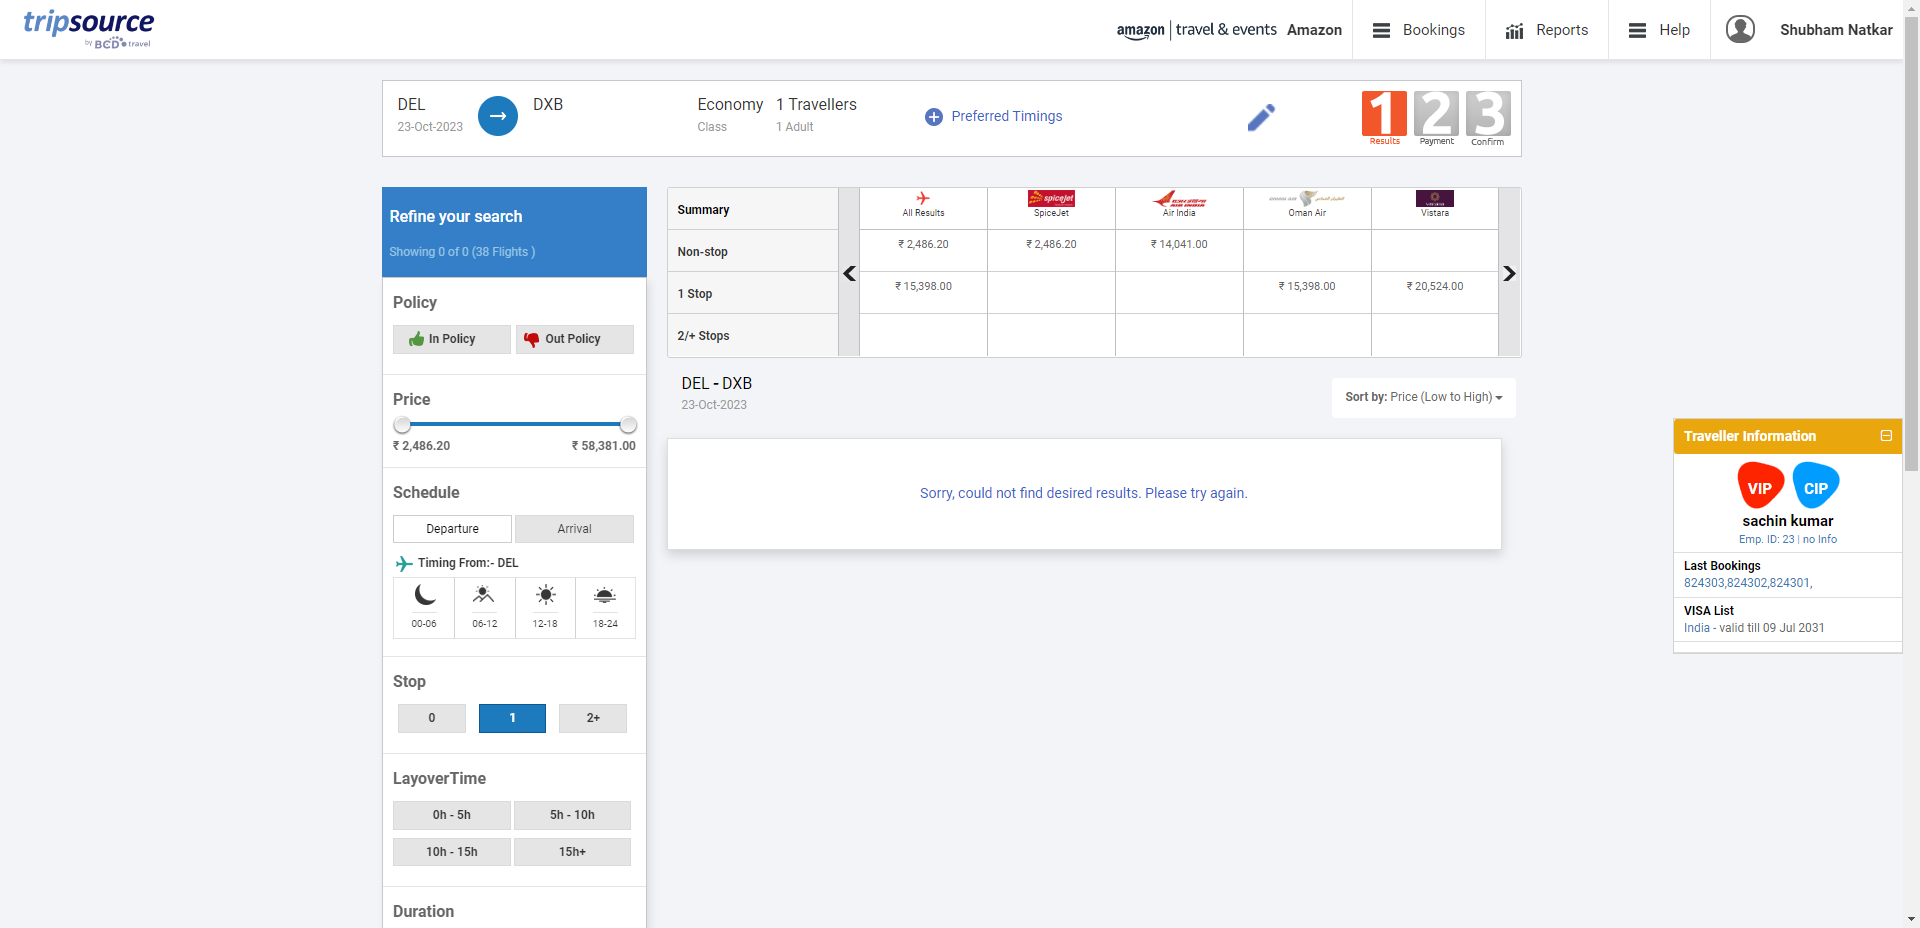 tripsource
by BCD travel
amazon travel & events Amazon
Bookings
Reports
Help
Shubham Natkar
DEL
23-Oct-2023
DXB
Economy
Class
1 Travellers
1 Adult
Preferred Timings
1 2 3
Results Payment Confirm
Refine your search
Showing 0 of 0 (38 Flights )
Policy
In Policy
Out Policy
Price
₹ 2,486.20 ₹ 58,381.00
Schedule
Departure Arrival
Timing From:- DEL
00-06 06-12 12-18 18-24
Stop
0 1 2+
LayoverTime
0h - 5h 5h - 10h
10h - 15h 15h+
Duration
Summary
All Results
spicejet
SpiceJet
AIR INDIA
Air India
OMAN AIR
Oman Air
Vistara
Non-stop ₹ 2,486.20 ₹ 2,486.20 ₹ 14,041.00
1 Stop ₹ 15,398.00 ₹ 15,398.00 ₹ 20,524.00
2/+ Stops
DEL - DXB
23-Oct-2023
Sort by: Price (Low to High)
Sorry, could not find desired results. Please try again.
Traveller Information
VIP CIP
sachin kumar
Emp. ID: 23 | no Info
Last Bookings
824303,824302,824301,
VISA List
India - valid till 09 Jul 2031